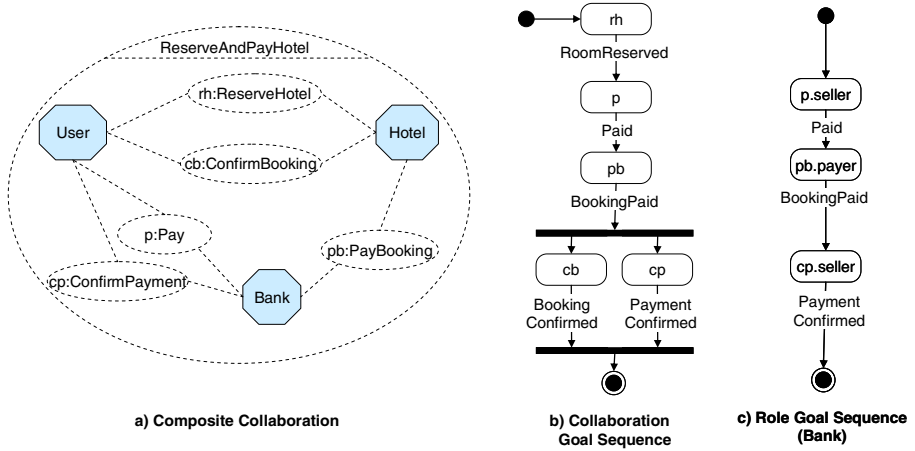 ReserveAndPayHotel
rh:ReserveHotel
User
Hotel
cb:ConfirmBooking
p:Pay
pb:PayBooking
cp:ConfirmPayment
Bank
a) Composite Collaboration
rh
RoomReserved
p
Paid
pb
BookingPaid
cb
cp
Booking
Confirmed
Payment
Confirmed
b) Collaboration
Goal Sequence
p.seller
Paid
pb.payer
BookingPaid
cp.seller
Payment
Confirmed
c) Role Goal Sequence
(Bank)